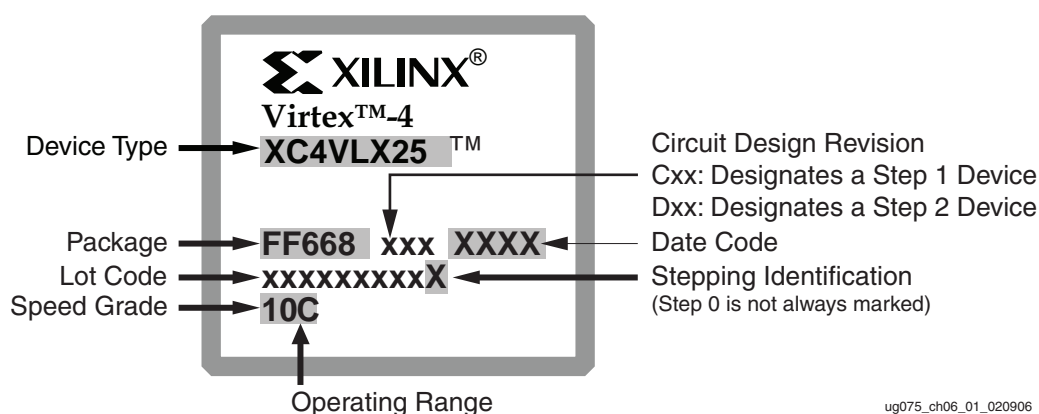 XILINX®
Virtex™-4
Device Type
XC4VLX25 ™
Circuit Design Revision
Cxx: Designates a Step 1 Device
Dxx: Designates a Step 2 Device
Package
FF668 xxx XXXX
Date Code
Lot Code
xxxxxxxxxX
Stepping Identification
(Step 0 is not always marked)
Speed Grade
10C
Operating Range
ug075_ch06_01_020906